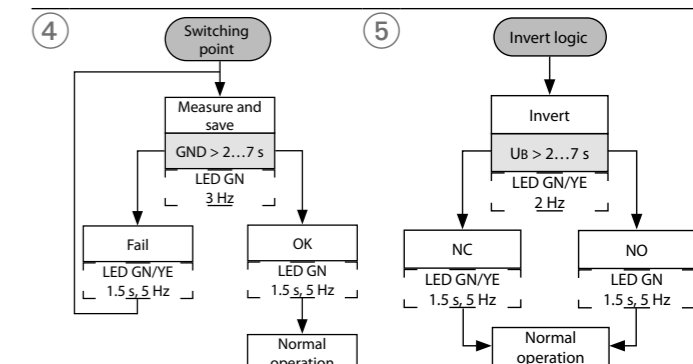 4
Switching
point
Measure and
save
GND > 2…7 s
LED GN
3 Hz
Fail
LED GN/YE
1.5 s, 5 Hz
OK
LED GN
1.5 s, 5 Hz
Normal
operation
5
Invert logic
Invert
UB > 2…7 s
LED GN/YE
2 Hz
NC
LED GN/YE
1.5 s, 5 Hz
NO
LED GN
1.5 s, 5 Hz
Normal
operation